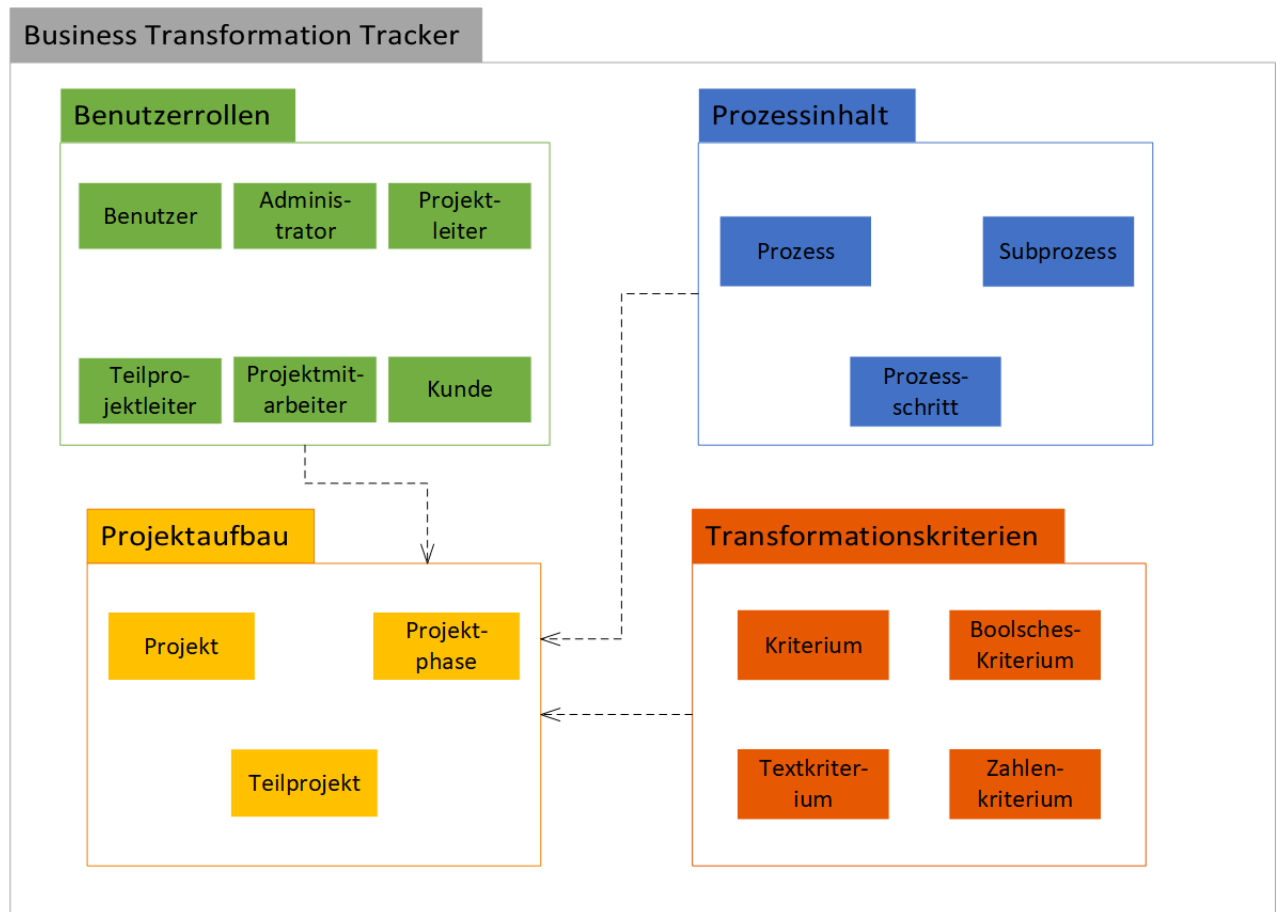 Business Transformation Tracker
Benutzerrollen
Benutzer
Adminis-
trator
Projekt-
leiter
Teilpro-
jektleiter
Projektmit-
arbeiter
Kunde
Prozessinhalt
Prozess
Subprozess
Prozess-
schritt
Projektaufbau
Projekt
Projekt-
phase
Teilprojekt
Transformationskriterien
Kriterium
Boolsches-
Kriterium
Textkriter-
ium
Zahlen-
kriterium